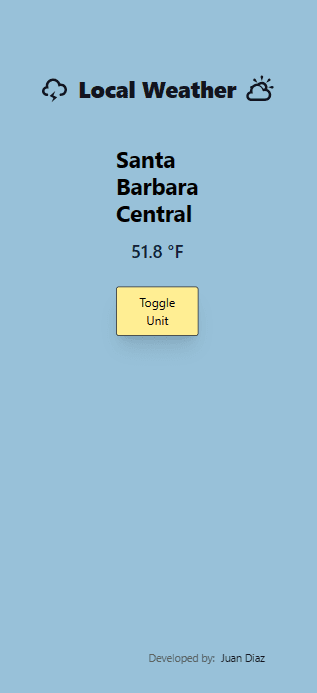 Local Weather
Santa
Barbara
Central
51.8 °F
Toggle
Unit
Developed by: Juan Diaz